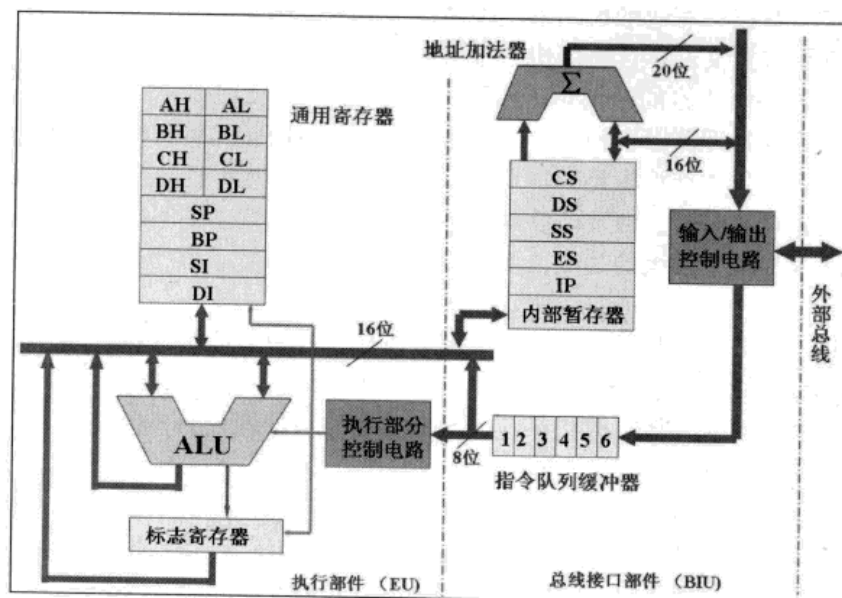 地址加法器
Σ
20位
16位
通用寄存器
AH AL
BH BL
CH CL
DH DL
SP
BP
SI
DI
CS
DS
SS
ES
IP
内部暂存器
输入/输出
控制电路
外部总线
16位
ALU
执行部分
控制电路
8位
1 2 3 4 5 6
指令队列缓冲器
标志寄存器
执行部件 （EU)
总线接口部件 （BIU)